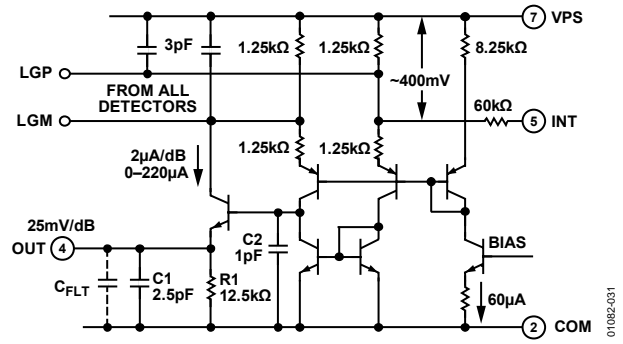 7 VPS
3pF
1.25kΩ 1.25kΩ 8.25kΩ
LGP
FROM ALL
DETECTORS
~400mV
60kΩ
LGM
5 INT
2µA/dB
0–220µA
1.25kΩ 1.25kΩ
25mV/dB
OUT 4
C2
1pF
BIAS
CFLT
C1
2.5pF
R1
12.5kΩ
60µA
2 COM
01082-031